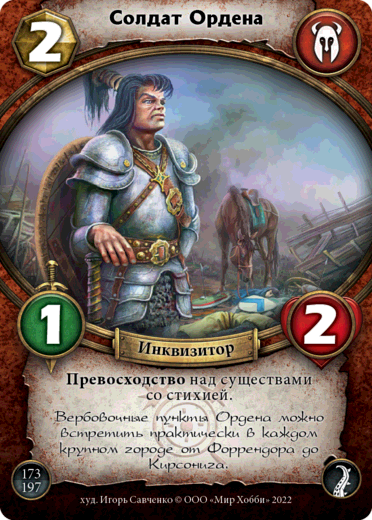 Солдат Ордена
2
1
2
Инквизитор
Превосходство над существами
со стихией.
Вербовочные пункты Ордена можно
встретить практически в каждом
крупном городе от Форрендора до
Кирсонига.
173
197
худ. Игорь Савченко © ООО «Мир Хобби» 2022